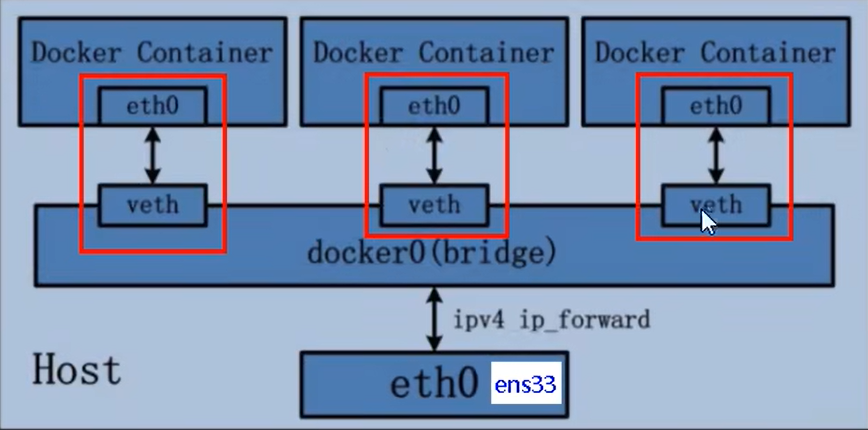 Docker Container
Docker Container
Docker Container
eth0
eth0
eth0
veth
veth
veth
docker0(bridge)
ipv4 ip_forward
Host
eth0 ens33